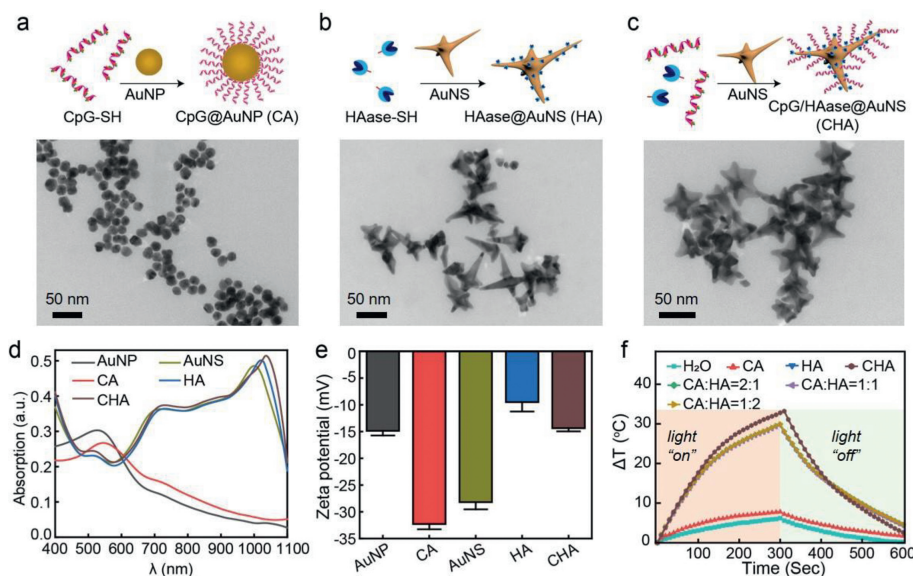 a
b
c
AuNP
CpG-SH
CpG@AuNP (CA)
AuNS
HAase-SH
HAase@AuNS (HA)
AuNS
CpG/HAase@AuNS
(CHA)
50 nm
50 nm
50 nm
d
AuNP
AuNS
CA
HA
CHA
Absorption (a.u.)
0.5
0.4
0.3
0.2
0.1
0.0
400 500 600 700 800 900 1000 1100
λ (nm)
e
Zeta potential (mV)
0
-5
-10
-15
-20
-25
-30
-35
AuNP
CA
AuNS
HA
CHA
f
H₂O
CA
HA
CHA
CA:HA=2:1
CA:HA=1:1
CA:HA=1:2
ΔT (°C)
40
30
20
10
0
light
"on"
light
"off"
100 200 300 400 500 600
Time (Sec)